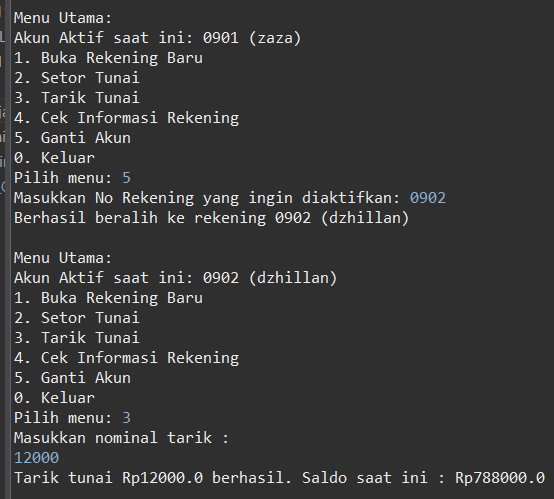 Menu Utama:
Akun Aktif saat ini: 0901 (zaza)
1. Buka Rekening Baru
2. Setor Tunai
3. Tarik Tunai
4. Cek Informasi Rekening
5. Ganti Akun
0. Keluar
Pilih menu: 5
Masukkan No Rekening yang ingin diaktifkan: 0902
Berhasil beralih ke rekening 0902 (dzhillan)
Menu Utama:
Akun Aktif saat ini: 0902 (dzhillan)
1. Buka Rekening Baru
2. Setor Tunai
3. Tarik Tunai
4. Cek Informasi Rekening
5. Ganti Akun
0. Keluar
Pilih menu: 3
Masukkan nominal tarik :
12000
Tarik tunai Rp12000.0 berhasil. Saldo saat ini : Rp788000.0